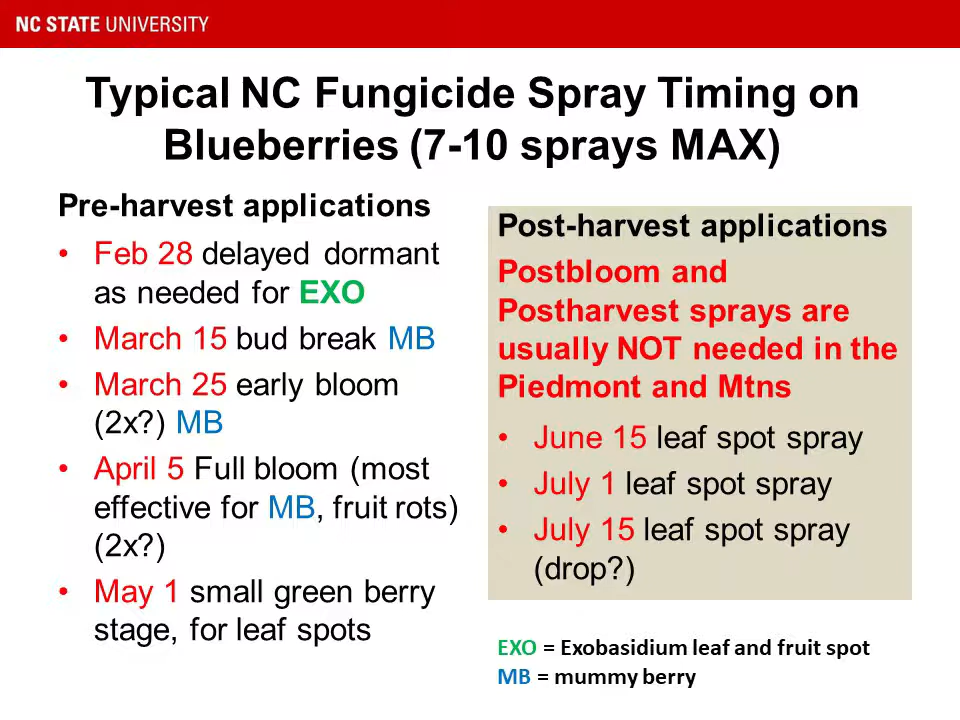 NC STATE UNIVERSITY
Typical NC Fungicide Spray Timing on
Blueberries (7-10 sprays MAX)
Pre-harvest applications
• Feb 28 delayed dormant
as needed for EXO
• March 15 bud break MB
• March 25 early bloom
(2x?) MB
• April 5 Full bloom (most
effective for MB, fruit rots)
(2x?)
• May 1 small green berry
stage, for leaf spots
Post-harvest applications
Postbloom and
Postharvest sprays are
usually NOT needed in the
Piedmont and Mtns
• June 15 leaf spot spray
• July 1 leaf spot spray
• July 15 leaf spot spray
(drop?)
EXO = Exobasidium leaf and fruit spot
MB = mummy berry